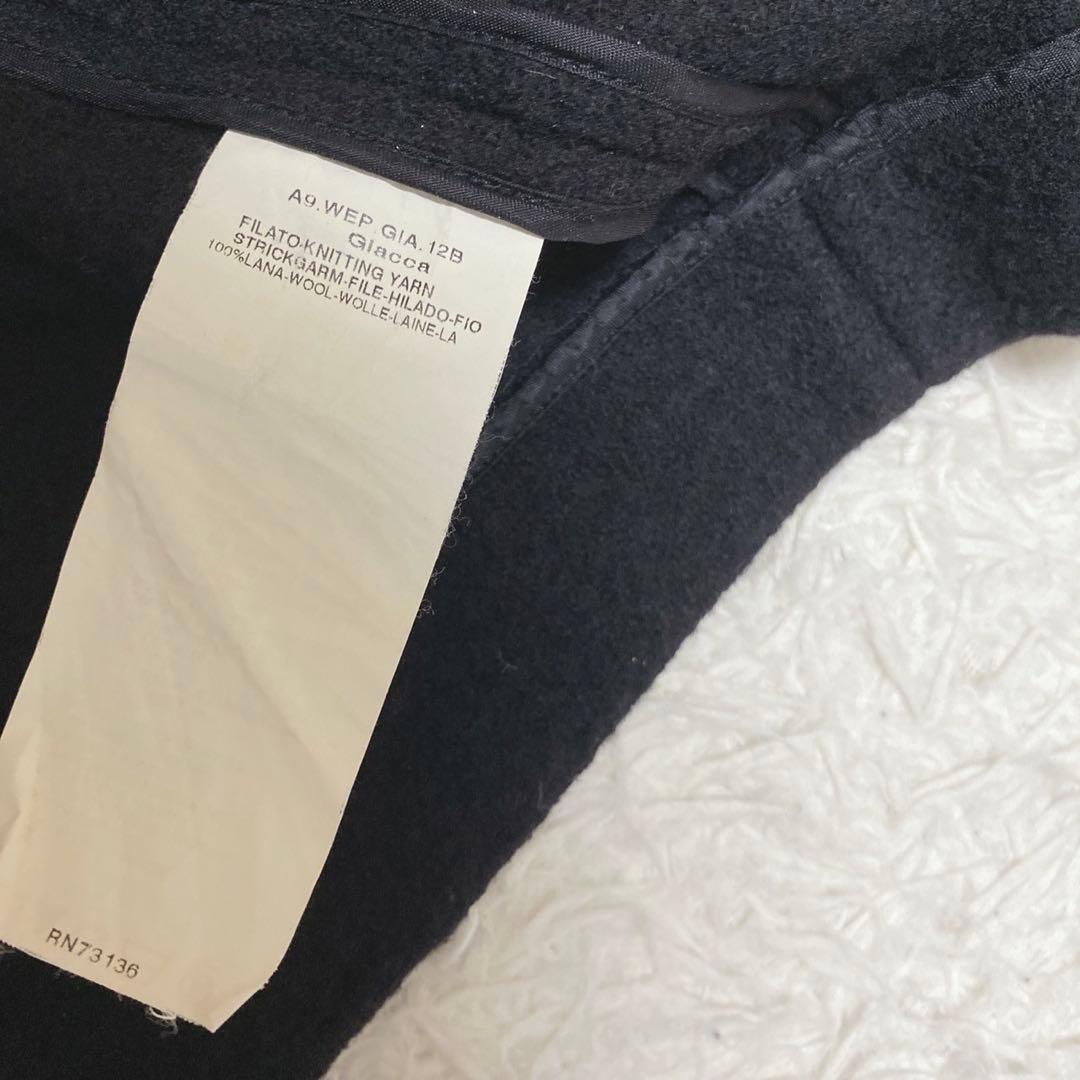 A9.WEP.GIA.12B
Giacca
FILATO-KNITTING YARN
STRICKGARM-FILE-HILADO-FIO
100%LANA-WOOL-WOLLE-LAINE-LA
RN73136